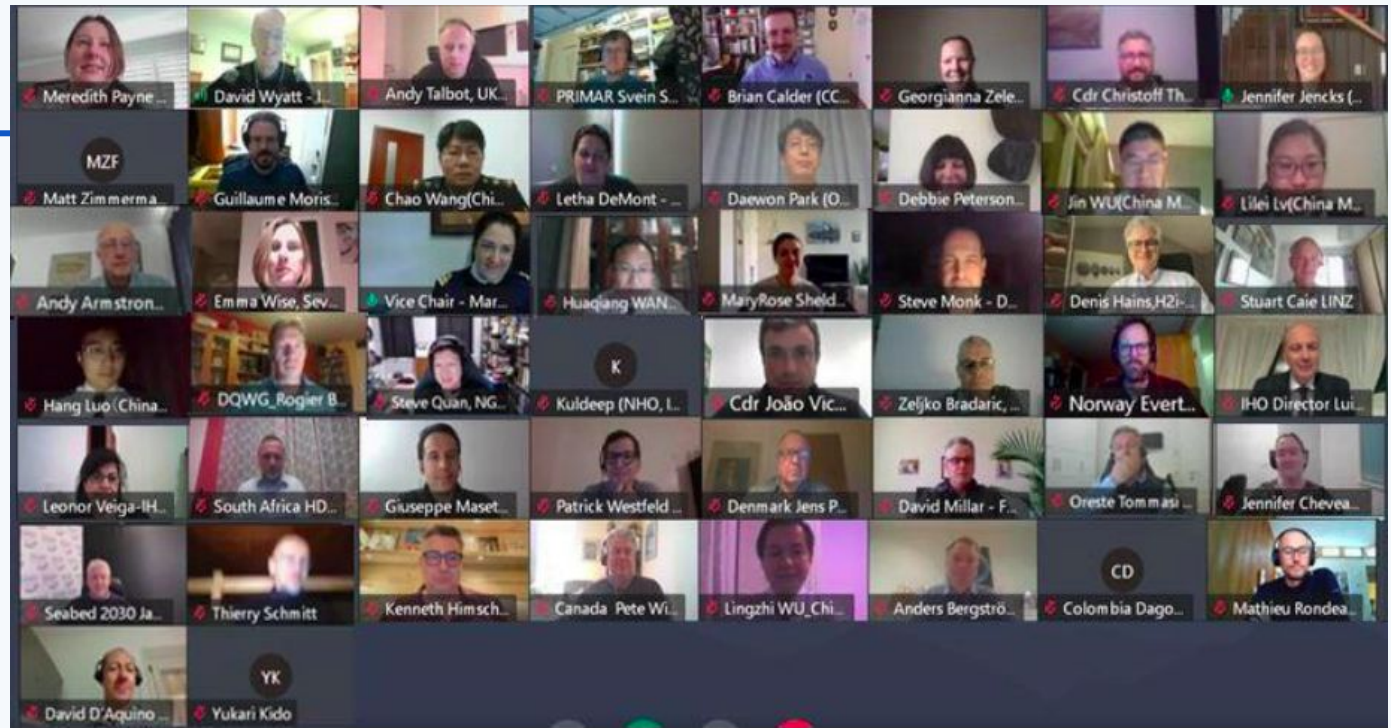 Meredith Payne ...
David Wyatt - I...
Andy Talbot, UK...
PRIMAR Svein S...
Brian Calder (CC...
Georgianna Zele...
Cdr Christoff Th...
Jennifer Jencks (...
MZF
Matt Zimmerma...
Guillaume Moris...
Chao Wang(Chi...
Letha DeMont - ...
Daewon Park (O...
Debbie Peterson...
Jin WU(China M...
Lilei Lv(China M...
Andy Armstron...
Emma Wise, Sev...
Vice Chair - Mar...
Huaqiang WAN...
MaryRose Sheld...
Steve Monk - D...
Denis Hains,H2i-...
Stuart Caie LINZ
Hang Luo(China...
DQWG_Rogier B...
Steve Quan, NG...
K
Kuldeep (NHO, I...
Cdr João Vic...
Zeljko Bradaric, ...
Norway Evert...
IHO Director Lui...
Leonor Veiga-IH...
South Africa HD...
Giuseppe Maset...
Patrick Westfeld ...
Denmark Jens P...
David Millar - F...
Oreste Tommasi ...
Jennifer Chevea...
Seabed 2030 Ja...
Thierry Schmitt
Kenneth Himsch...
Canada Pete Wi...
Lingzhi WU_Chi...
Anders Bergströ...
CD
Colombia Dago...
Mathieu Rondea...
David D'Aquino ...
YK
Yukari Kido